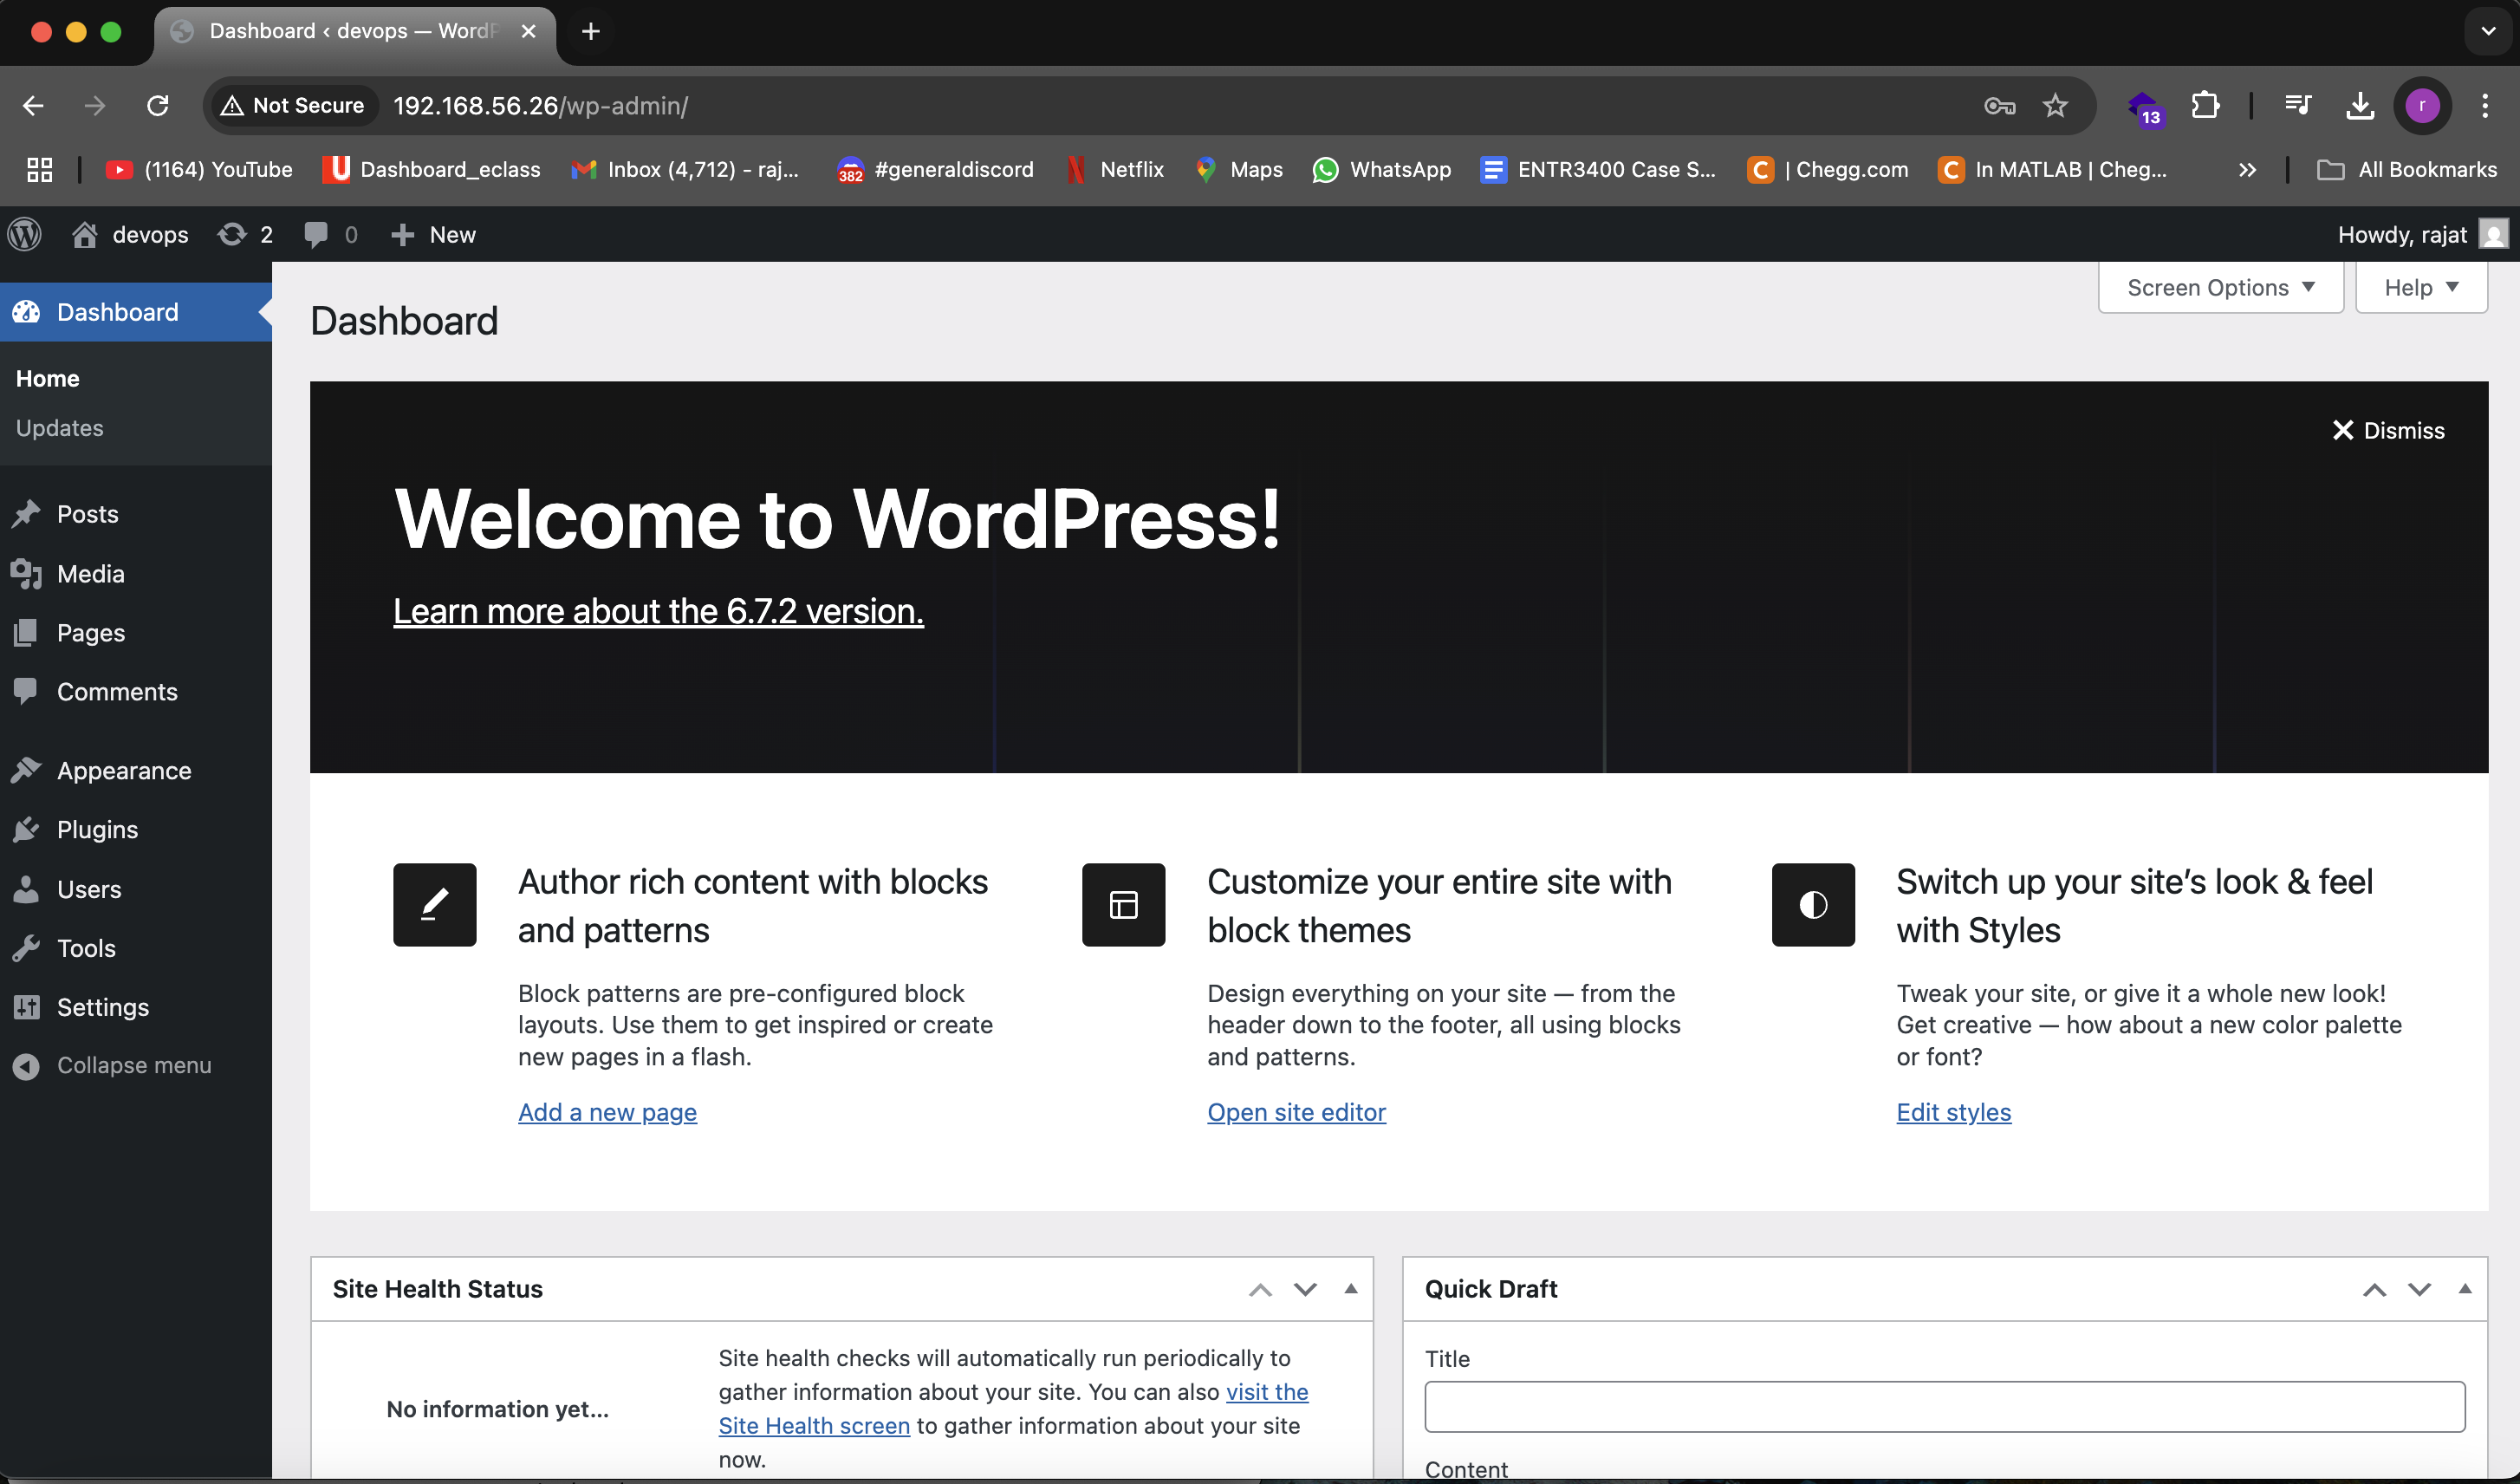 Dashboard ‹ devops — WordP
Not Secure 192.168.56.26/wp-admin/
13
r
(1164) YouTube
Dashboard_eclass
Inbox (4,712) - raj...
382
#generaldiscord
Netflix
Maps
WhatsApp
ENTR3400 Case S...
| Chegg.com
In MATLAB | Cheg...
All Bookmarks
devops 2 0 New
Howdy, rajat
Dashboard
Home
Updates
Posts
Media
Pages
Comments
Appearance
Plugins
Users
Tools
Settings
Collapse menu
Screen Options
Help
Dashboard
Dismiss
Welcome to WordPress!
Learn more about the 6.7.2 version.
Author rich content with blocks
and patterns
Block patterns are pre-configured block
layouts. Use them to get inspired or create
new pages in a flash.
Add a new page
Customize your entire site with
block themes
Design everything on your site — from the
header down to the footer, all using blocks
and patterns.
Open site editor
Switch up your site’s look & feel
with Styles
Tweak your site, or give it a whole new look!
Get creative — how about a new color palette
or font?
Edit styles
Site Health Status
No information yet...
Site health checks will automatically run periodically to
gather information about your site. You can also visit the
Site Health screen to gather information about your site
now.
Quick Draft
Title
Content